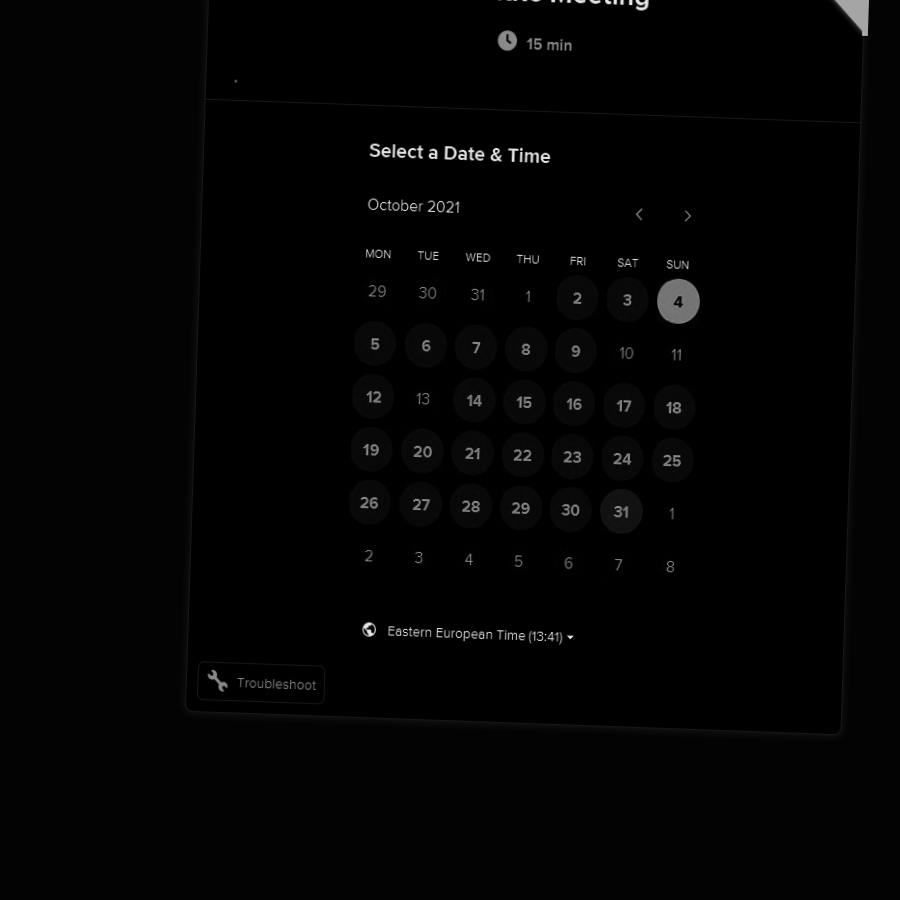 Meeting
15 min
Select a Date & Time
October 2021
MON TUE WED THU FRI SAT SUN
29 30 31 1 2 3 4
5 6 7 8 9 10 11
12 13 14 15 16 17 18
19 20 21 22 23 24 25
26 27 28 29 30 31 1
2 3 4 5 6 7 8
Eastern European Time (13:41)
Troubleshoot